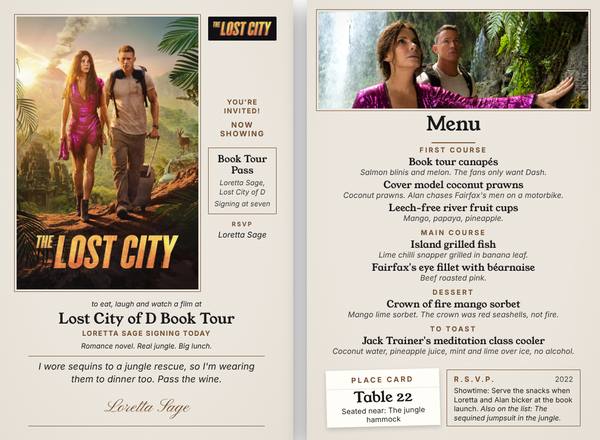 THE LOST CITY
THE LOST CITY
YOU'RE
INVITED!
NOW
SHOWING
Book Tour
Pass
Loretta Sage,
Lost City of D
Signing at seven
RSVP
Loretta Sage
to eat, laugh and watch a film at
Lost City of D Book Tour
LORETTA SAGE SIGNING TODAY
Romance novel. Real jungle. Big lunch.
I wore sequins to a jungle rescue, so I'm wearing
them to dinner too. Pass the wine.
Loretta Sage
Menu
FIRST COURSE
Book tour canapés
Salmon blinis and melon. The fans only want Dash.
Cover model coconut prawns
Coconut prawns. Alan chases Fairfax's men on a motorbike.
Leech-free river fruit cups
Mango, papaya, pineapple.
MAIN COURSE
Island grilled fish
Lime chilli snapper grilled in banana leaf.
Fairfax's eye fillet with béarnaise
Beef roasted pink.
DESSERT
Crown of fire mango sorbet
Mango lime sorbet. The crown was red seashells, not fire.
TO TOAST
Jack Trainer's meditation class cooler
Coconut water, pineapple juice, mint and lime over ice, no alcohol.
PLACE CARD
Table 22
Seated near: The jungle
hammock
R.S.V.P. 2022
Showtime: Serve the snacks when
Loretta and Alan bicker at the book
launch. Also on the list: The
sequined jumpsuit in the jungle.